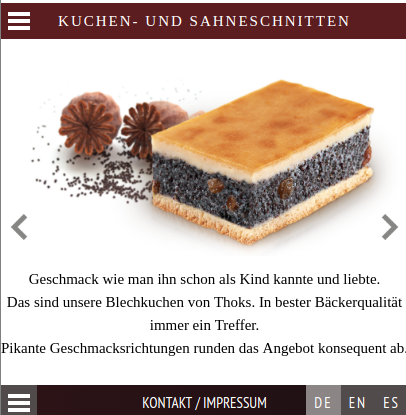 KUCHEN- UND SAHNESCHNITTEN
Geschmack wie man ihn schon als Kind kannte und liebte.
Das sind unsere Blechkuchen von Thoks. In bester Bäckerqualität
immer ein Treffer.
Pikante Geschmacksrichtungen runden das Angebot konsequent ab.
KONTAKT / IMPRESSUM DE EN ES